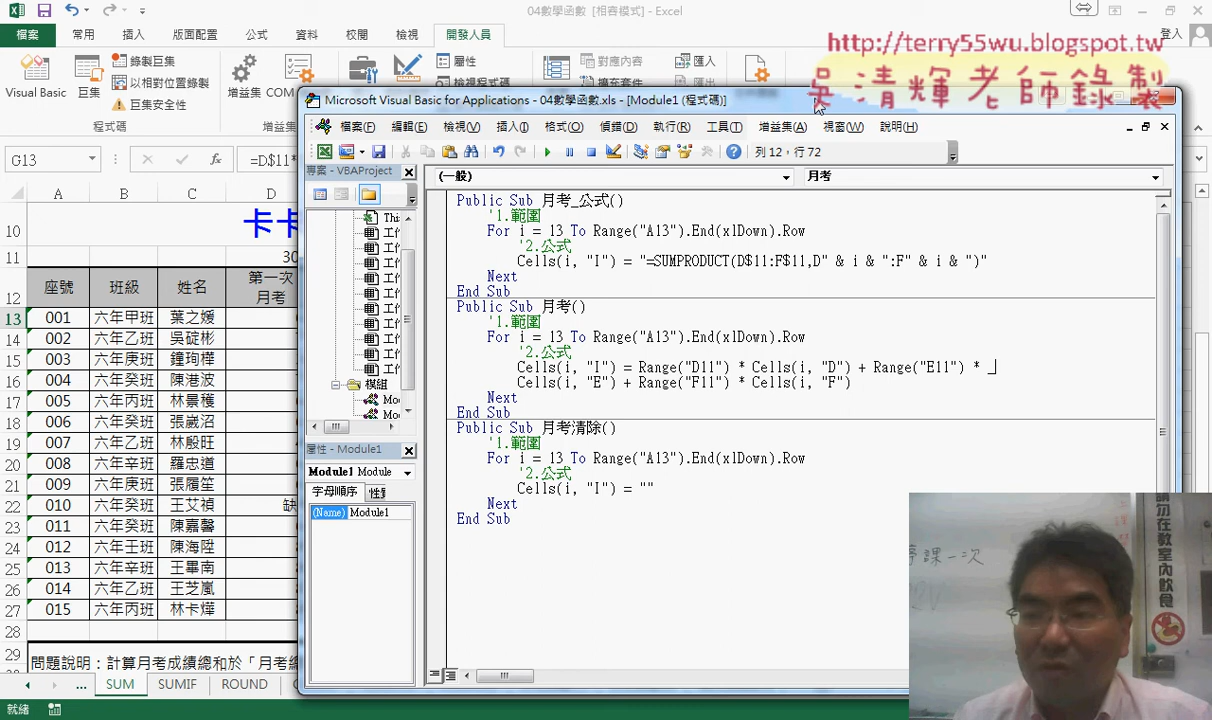 04數學函數 [相容模式] - Excel
檔案 常用 插入 版面配置 公式 資料 校閱 檢視 開發人員 登入
http://terry55wu.blogspot.tw
吳清輝老師錄製
Visual Basic 巨集 錄製巨集 以相對位置錄製 巨集安全性 增益集 COM 屬性 檢視程式碼 對應內容 擴充套件 匯入 匯出
程式碼 增益集
G13 =D$11*
Microsoft Visual Basic for Applications - 04數學函數.xls - [Module1 (程式碼)]
檔案(F) 編輯(E) 檢視(V) 插入(I) 格式(O) 偵錯(D) 執行(R) 工具(T) 增益集(A) 視窗(W) 說明(H)
列 12，行 72
專案 - VBAProject
(一般) 月考
Public Sub 月考_公式()
'1.範圍
For i = 13 To Range("A13").End(xlDown).Row
'2.公式
Cells(i, "I") = "=SUMPRODUCT(D$11:F$11,D" & i & ":F" & i & ")"
Next
End Sub
Public Sub 月考()
'1.範圍
For i = 13 To Range("A13").End(xlDown).Row
'2.公式
Cells(i, "I") = Range("D11") * Cells(i, "D") + Range("E11") * _
Cells(i, "E") + Range("F11") * Cells(i, "F")
Next
End Sub
Public Sub 月考清除()
'1.範圍
For i = 13 To Range("A13").End(xlDown).Row
'2.公式
Cells(i, "I") = ""
Next
End Sub
模組
屬性 - Module1
Module1 Module
字母順序
(Name) Module1
A B C D
10 卡卡
11 30
12 座號 班級 姓名 第一次月考
13 001 六年甲班 葉之媛
14 002 六年乙班 吳碇彬
15 003 六年庚班 鐘珣樺
16 004 六年癸班 陳港波
17 005 六年丙班 林景穫
18 006 六年癸班 張崴沼
19 007 六年乙班 林殷旺
20 008 六年辛班 羅忠道
21 009 六年庚班 張履笙
22 010 六年癸班 王艾禎 缺
23 011 六年癸班 陳嘉馨
24 012 六年壬班 陳海陞
25 013 六年辛班 王畢南
26 014 六年乙班 王芝嵐
27 015 六年丙班 林卡燁
28
29 問題說明：計算月考成績總和於「月考總
... SUM SUMIF ROUND
就緒
請勿在教室內飲食